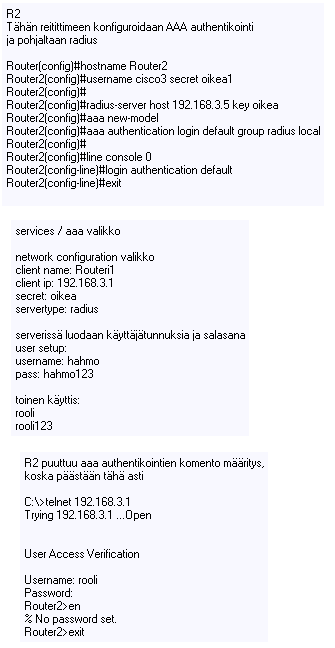 R2
Tähän reitittimeen konfiguroidaan AAA authentikointi
ja pohjaltaan radius
Router(config)#hostname Router2
Router2(config)#username cisco3 secret oikea1
Router2(config)#
Router2(config)#radius-server host 192.168.3.5 key oikea
Router2(config)#aaa new-model
Router2(config)#aaa authentication login default group radius local
Router2(config)#
Router2(config)#line console 0
Router2(config-line)#login authentication default
Router2(config-line)#exit
services / aaa valikko
network configuration valikko
client name: Routeri1
client ip: 192.168.3.1
secret: oikea
servertype: radius
serverissä luodaan käyttäjätunnuksia ja salasana
user setup:
username: hahmo
pass: hahmo123
toinen käyttis:
rooli
rooli123
R2 puuttuu aaa authentikointien komento määritys,
koska päästään tähä asti
C:\>telnet 192.168.3.1
Trying 192.168.3.1 ...Open
User Access Verification
Username: rooli
Password:
Router2>en
% No password set.
Router2>exit